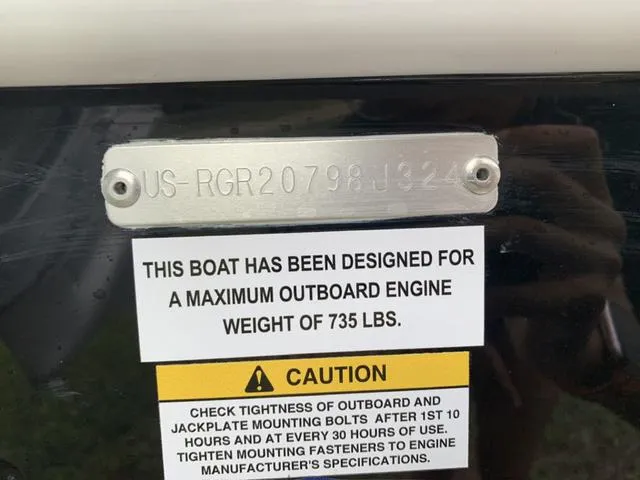 US-RGR20798J324
THIS BOAT HAS BEEN DESIGNED FOR
A MAXIMUM OUTBOARD ENGINE
WEIGHT OF 735 LBS.
CAUTION
CHECK TIGHTNESS OF OUTBOARD AND
JACKPLATE MOUNTING BOLTS AFTER 1ST 10
HOURS AND AT EVERY 30 HOURS OF USE.
TIGHTEN MOUNTING FASTENERS TO ENGINE
MANUFACTURER'S SPECIFICATIONS.